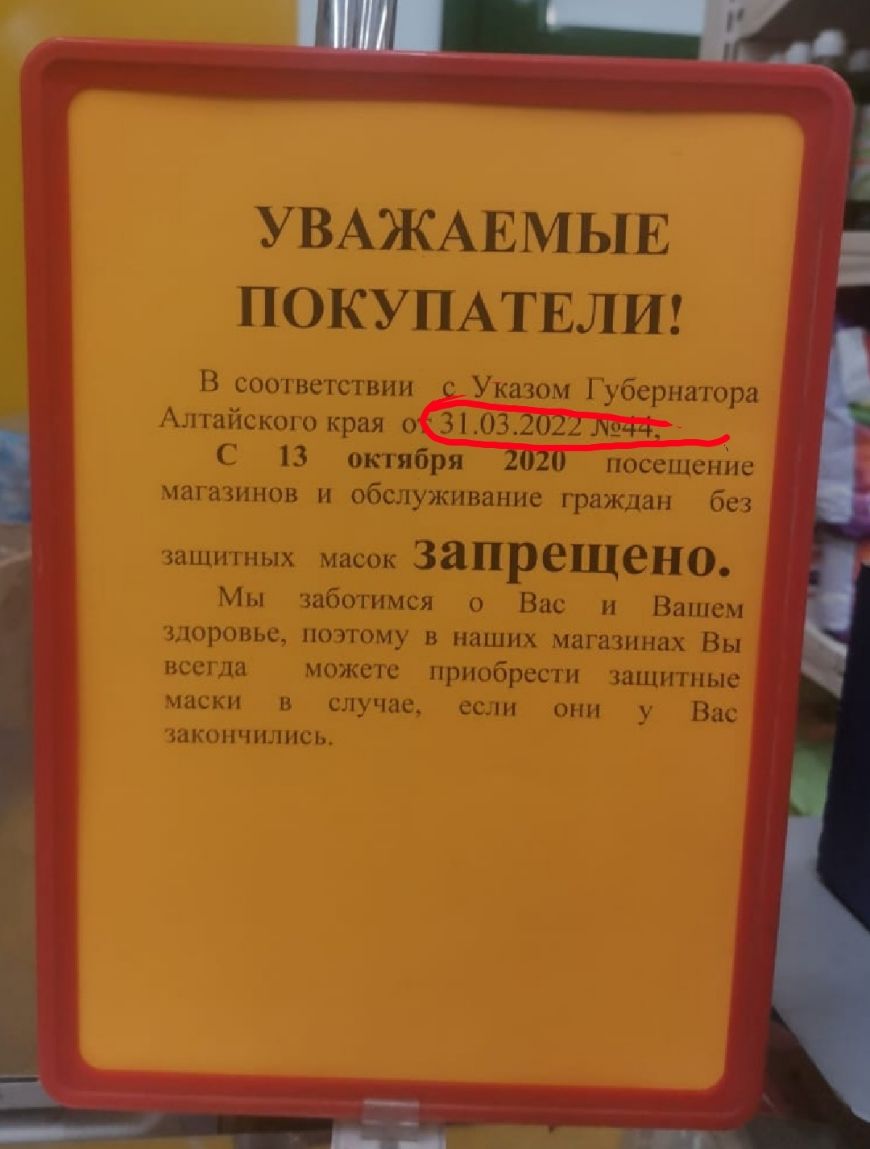 УВАЖАЕМЫЕ
ПОКУПАТЕЛИ!
В соответствии с Указом Губернатора
Алтайского края от 31.03.2022 №44,
С 13 октября 2020 посещение
магазинов и обслуживание граждан без
защитных масок запрещено.
Мы заботимся о Вас и Вашем
здоровье, поэтому в наших магазинах Вы
всегда можете приобрести защитные
маски в случае, если они у Вас
закончились.